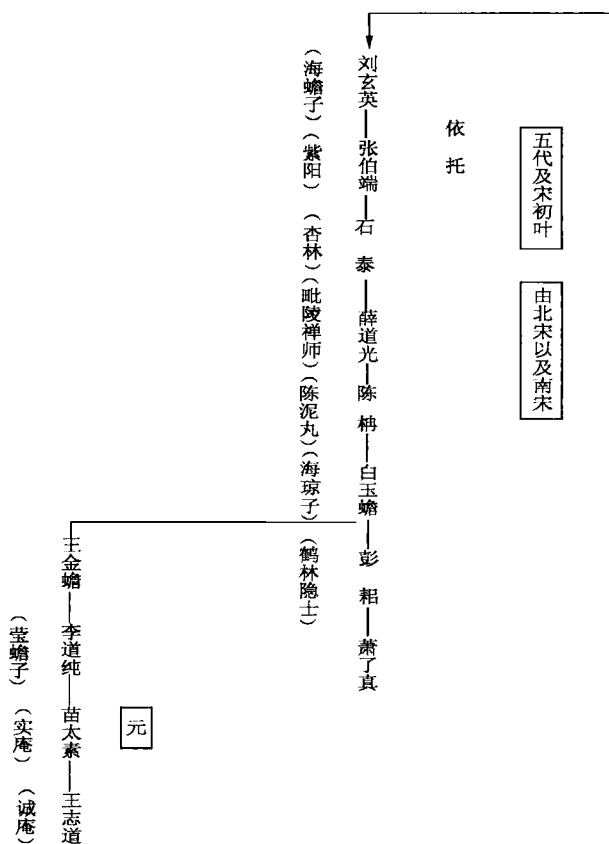 五代及宋初叶
由北宋以及南宋
依托
刘玄英—张伯端—石泰—薛道光—陈柟—白玉蟾—彭耜—萧了真
（海蟾子）（紫阳）（杏林）（毗陵禅师）（陈泥丸）（海琼子）（鹤林隐士）
元
王金蟾—李道纯—苗太素—王志道
（莹蟾子）（实庵）（诚庵）